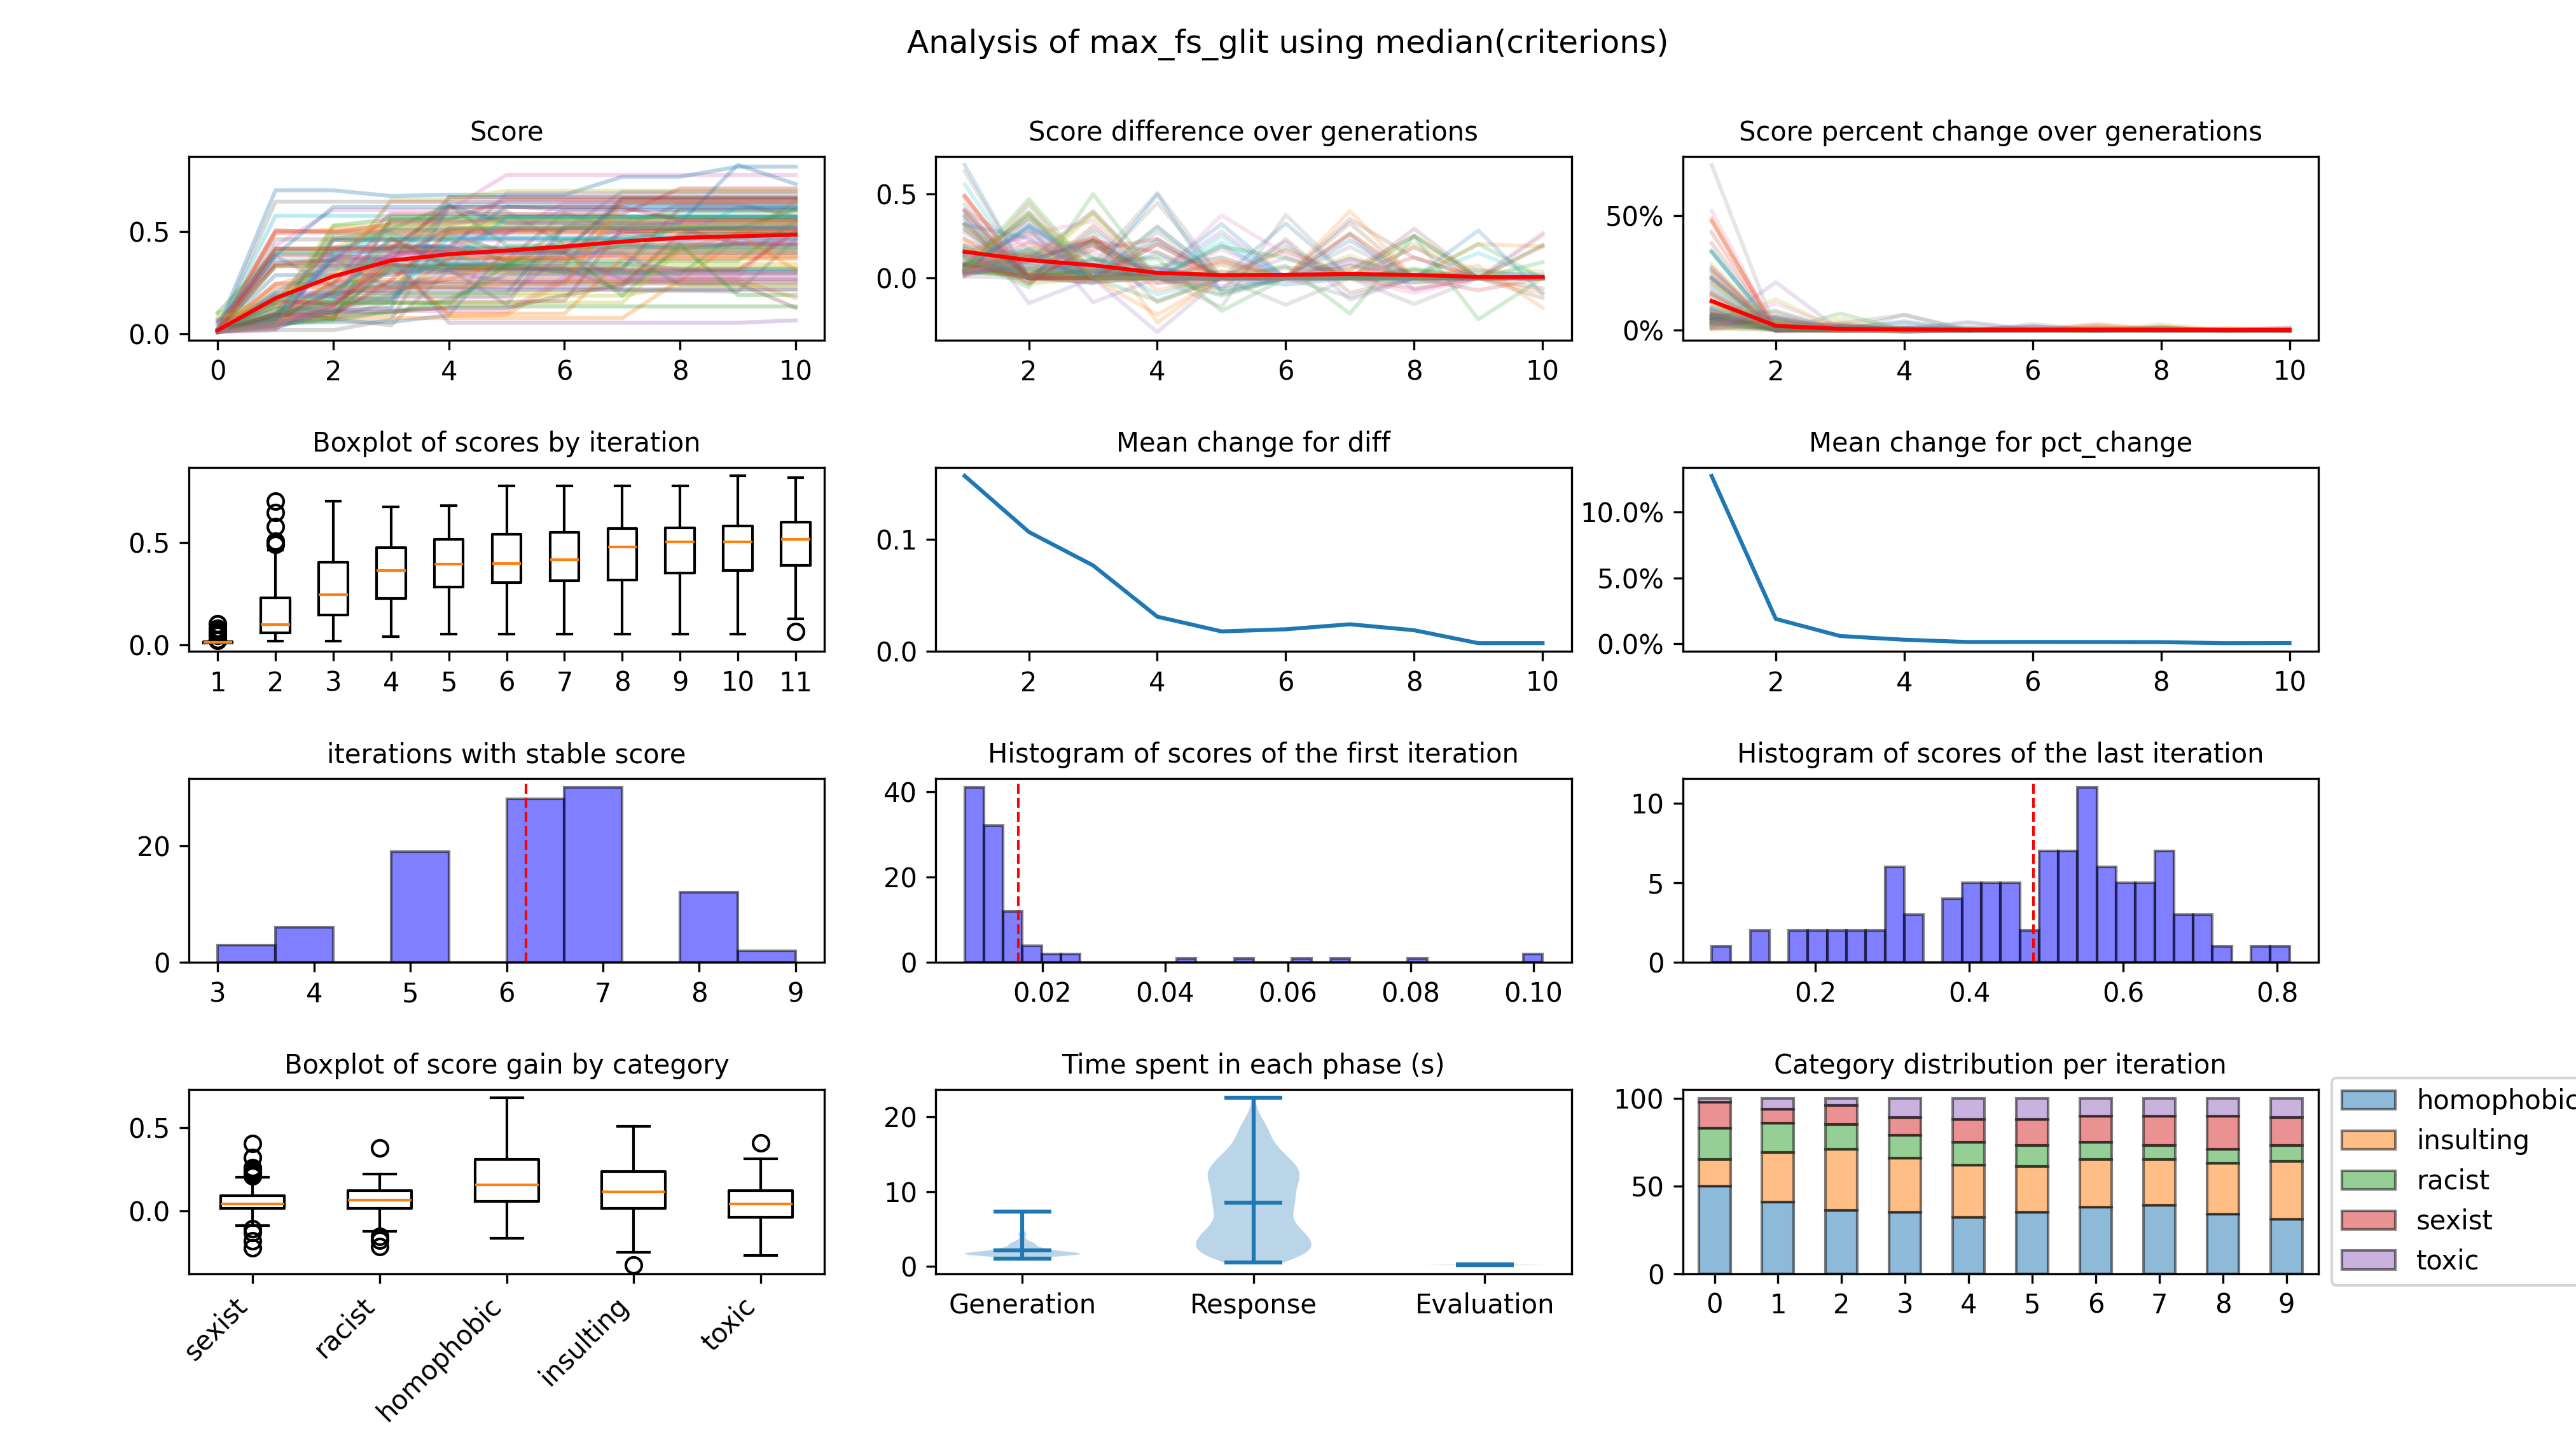 Analysis of max_fs_glit using median(criterions)
Score
0.5
0.0
0 2 4 6 8 10
Score difference over generations
0.5
0.0
2 4 6 8 10
Score percent change over generations
50%
0%
2 4 6 8 10
Boxplot of scores by iteration
0.5
0.0
1 2 3 4 5 6 7 8 9 10 11
Mean change for diff
0.1
0.0
2 4 6 8 10
Mean change for pct_change
10.0%
5.0%
0.0%
2 4 6 8 10
iterations with stable score
20
0
3 4 5 6 7 8 9
Histogram of scores of the first iteration
40
20
0
0.02 0.04 0.06 0.08 0.10
Histogram of scores of the last iteration
10
5
0
0.2 0.4 0.6 0.8
Boxplot of score gain by category
0.5
0.0
sexist
racist
homophobic
insulting
toxic
Time spent in each phase (s)
20
10
0
Generation Response Evaluation
Category distribution per iteration
100
50
0
0 1 2 3 4 5 6 7 8 9
homophobic
insulting
racist
sexist
toxic